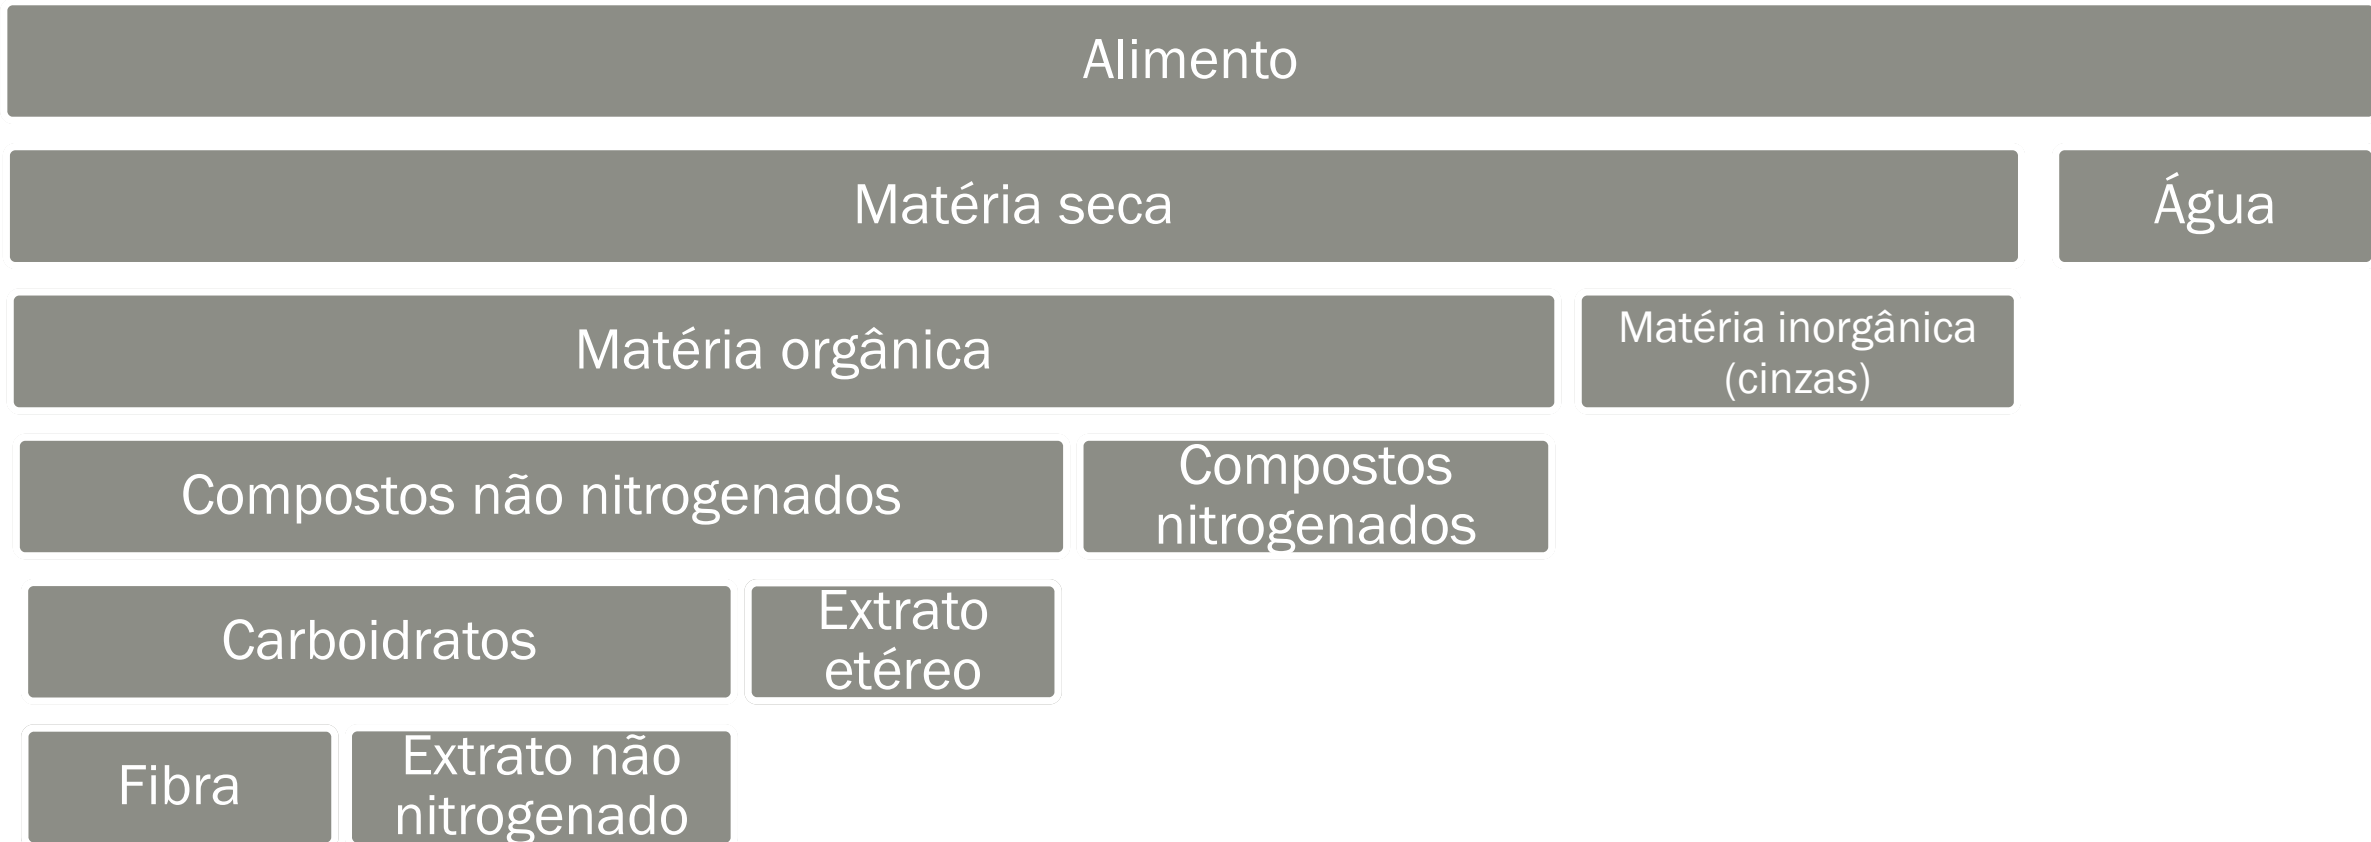 Alimento
Matéria seca
Água
Matéria orgânica
Matéria inorgânica
(cinzas)
Compostos não nitrogenados
Compostos
nitrogenados
Carboidratos
Extrato
etéreo
Fibra
Extrato não
nitrogenado